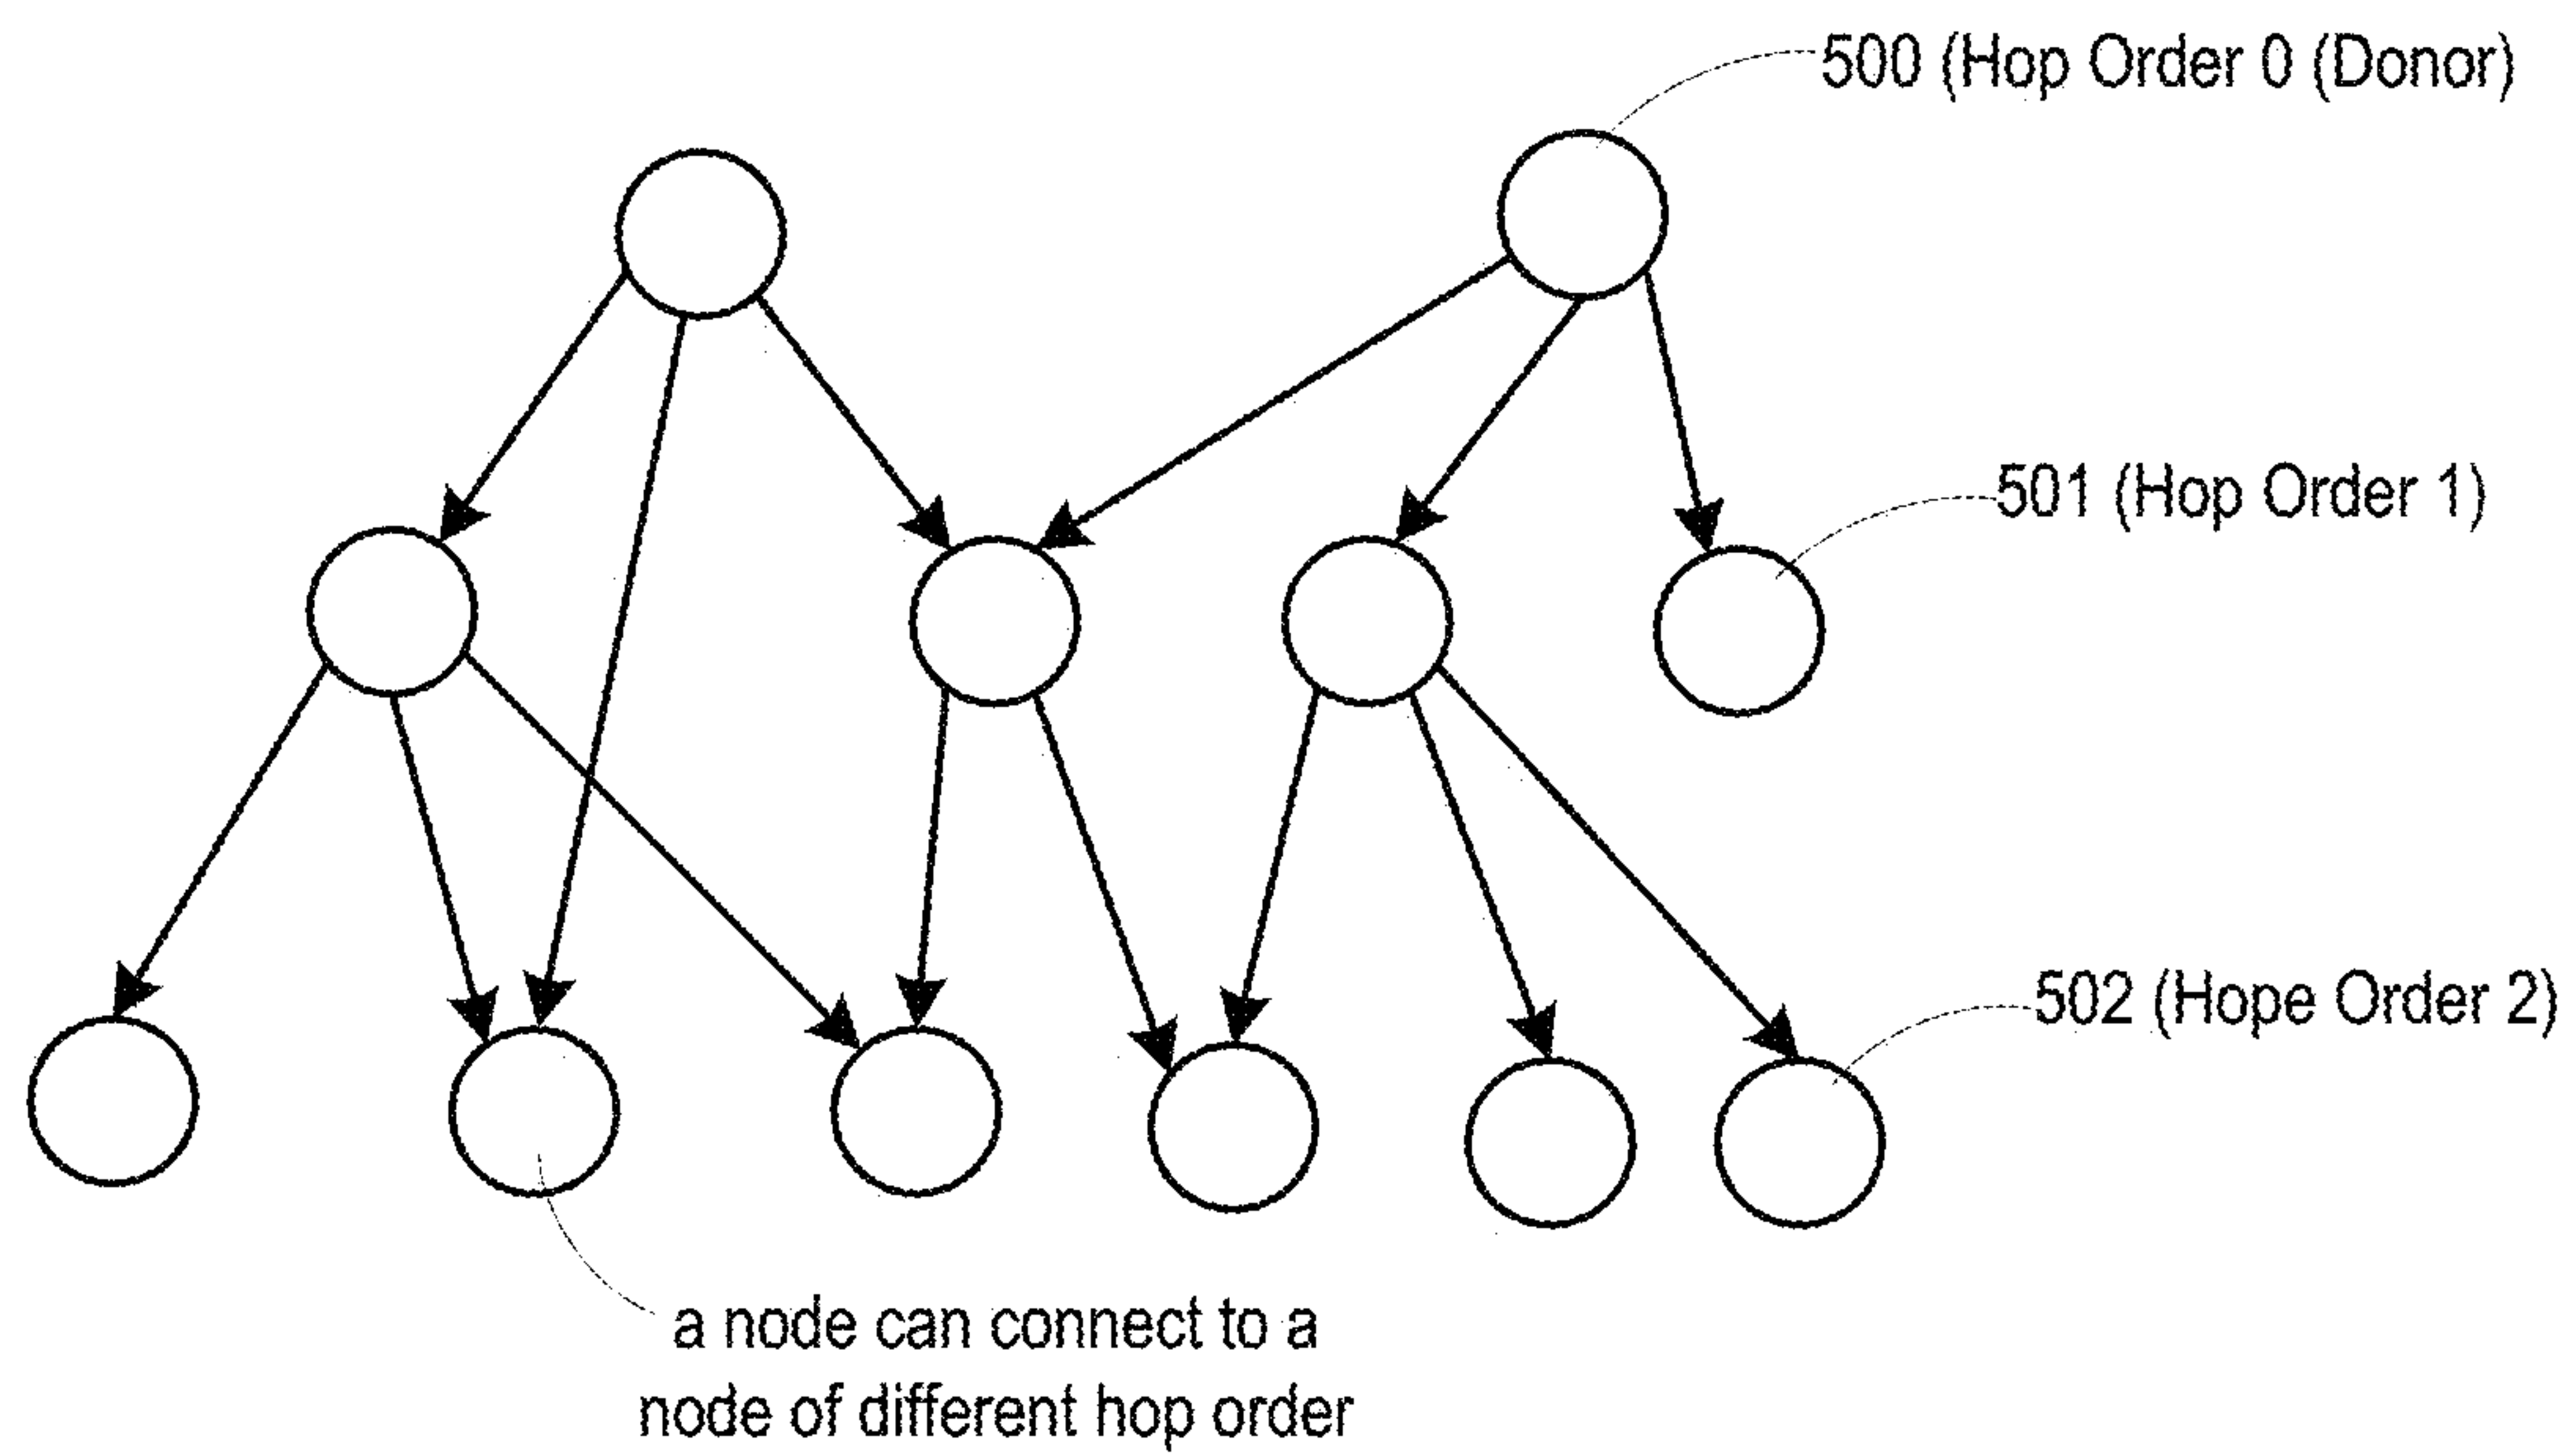 500 (Hop Order 0 (Donor)
501 (Hop Order 1)
502 (Hope Order 2)
a node can connect to a
node of different hop order